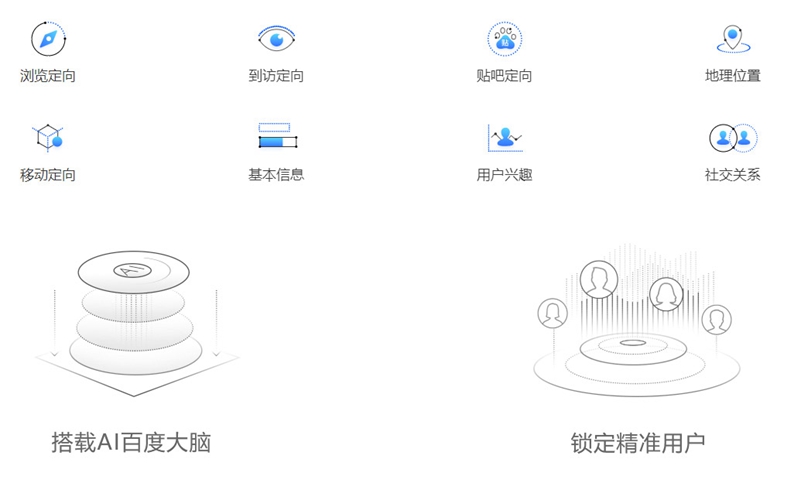 贴
浏览定向
到访定向
贴吧定向
地理位置
移动定向
基本信息
用户兴趣
社交关系
AI
搭载AI百度大脑
锁定精准用户